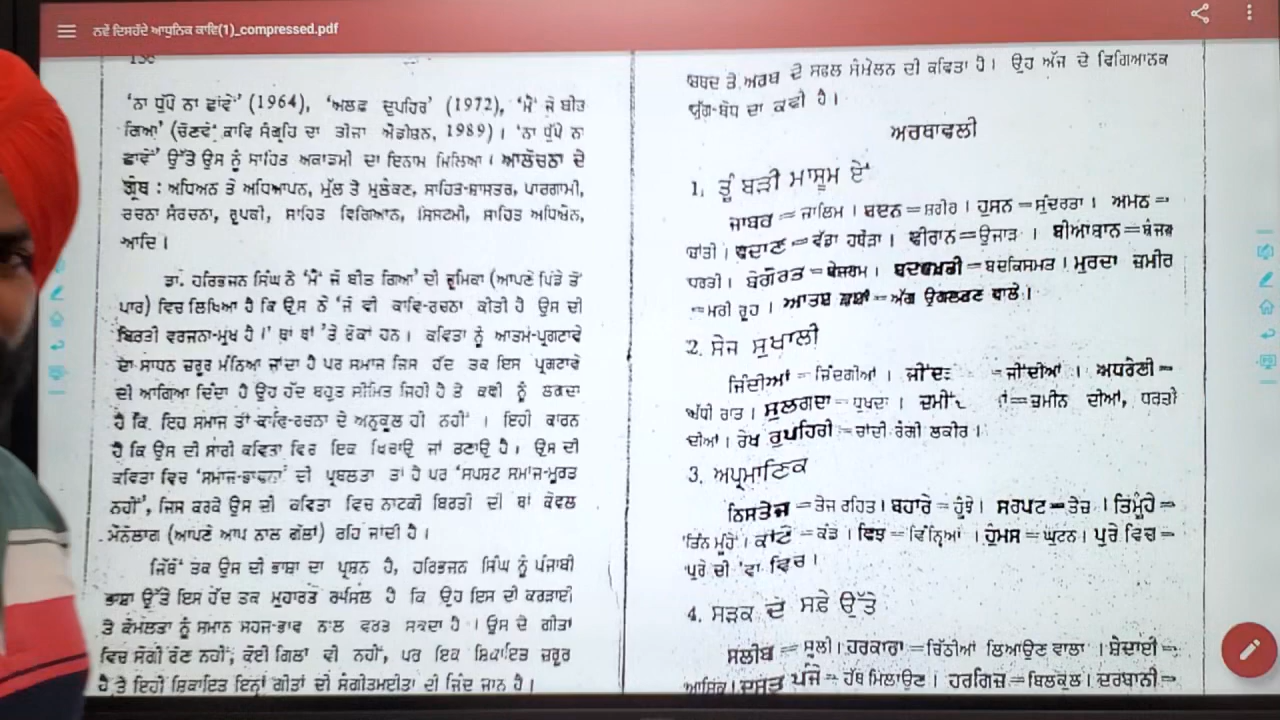 ਨਵੇਂ ਦਿਸਹੱਦੇ ਆਧੁਨਿਕ ਕਾਵਿ(1)_compressed.pdf
'ਨਾ ਧੁੱਪੇ ਨਾ ਛਾਂਵੇਂ' (1964), 'ਅਲਫ਼ ਦੁਪਹਿਰ' (1972), 'ਮੈਂ ਜੋ ਬੀਤ
ਗਿਆ' (ਚੋਣਵੇਂ ਕਾਵਿ ਸੰਗ੍ਰਹਿ ਦਾ ਤੀਜਾ ਐਡੀਸ਼ਨ, 1989) । 'ਨਾ ਧੁੱਪੇ ਨਾ
ਛਾਵੇਂ' ਉੱਤੇ ਉਸ ਨੂੰ ਸਾਹਿਤ ਅਕਾਡਮੀ ਦਾ ਇਨਾਮ ਮਿਲਿਆ । ਆਲੋਚਨਾ ਦੇ
ਗ੍ਰੰਥ : ਅਧਿਅਨ ਤੇ ਅਧਿਆਪਨ, ਮੁੱਲ ਤੇ ਮੁਲੰਕਣ, ਸਾਹਿਤ-ਸ਼ਾਸਤਰ, ਪਾਰਗਾਮੀ,
ਰਚਨਾ ਸੰਰਚਨਾ, ਰੂਪਕੀ, ਸਾਹਿਤ ਵਿਗਿਆਨ, ਸਿਸਟਮੀ, ਸਾਹਿਤ ਅਧਿਐਨ,
ਆਦਿ ।
ਡਾ. ਹਰਿਭਜਨ ਸਿੰਘ ਨੇ 'ਮੈਂ ਜੋ ਬੀਤ ਗਿਆ' ਦੀ ਭੂਮਿਕਾ (ਆਪਣੇ ਪਿੰਡੇ ਤੋਂ
ਪਾਰ) ਵਿਚ ਲਿਖਿਆ ਹੈ ਕਿ ਉਸ ਨੇ 'ਜੋ ਵੀ ਕਾਵਿ-ਰਚਨਾ ਕੀਤੀ ਹੈ ਉਸ ਦੀ
ਬਿਰਤੀ ਵਰਜਨਾ-ਮੁਖ ਹੈ ।' ਥਾਂ ਥਾਂ 'ਤੇ ਰੋਕਾਂ ਹਨ । ਕਵਿਤਾ ਨੂੰ ਆਤਮ-ਪ੍ਰਗਟਾਵੇ
ਦਾ ਸਾਧਨ ਜ਼ਰੂਰ ਮੰਨਿਆ ਜਾਂਦਾ ਹੈ ਪਰ ਸਮਾਜ ਜਿਸ ਹੱਦ ਤਕ ਇਸ ਪ੍ਰਗਟਾਵੇ
ਦੀ ਆਗਿਆ ਦਿੰਦਾ ਹੈ ਉਹ ਹੱਦ ਬਹੁਤ ਸੀਮਿਤ ਜਿਹੀ ਹੈ ਤੇ ਕਵੀ ਨੂੰ ਲਗਦਾ
ਹੈ ਕਿ ਇਹ ਸਮਾਜ ਤਾਂ ਕਾਵਿ-ਰਚਨਾ ਦੇ ਅਨੁਕੂਲ ਹੀ ਨਹੀਂ । ਇਹੀ ਕਾਰਨ
ਹੈ ਕਿ ਉਸ ਦੀ ਸਾਰੀ ਕਵਿਤਾ ਵਿਚ ਇਕ ਖਿਚਾਉ ਜਾਂ ਤਣਾਉ ਹੈ । ਉਸ ਦੀ
ਕਵਿਤਾ ਵਿਚ 'ਸਮਾਜ-ਭਾਵਨਾ' ਦੀ ਪ੍ਰਬਲਤਾ ਤਾਂ ਹੈ ਪਰ 'ਸਪਸ਼ਟ ਸਮਾਜ-ਮੂਰਤ
ਨਹੀਂ', ਜਿਸ ਕਰਕੇ ਉਸ ਦੀ ਕਵਿਤਾ ਵਿਚ ਨਾਟਕੀ ਬਿਰਤੀ ਦੀ ਥਾਂ ਕੇਵਲ
ਮੋਨੋਲਾਗ (ਆਪਣੇ ਆਪ ਨਾਲ ਗੱਲਾਂ) ਰਹਿ ਜਾਂਦੀ ਹੈ ।
ਜਿੱਥੋਂ ਤਕ ਉਸ ਦੀ ਭਾਸ਼ਾ ਦਾ ਪ੍ਰਸ਼ਨ ਹੈ, ਹਰਿਭਜਨ ਸਿੰਘ ਨੂੰ ਪੰਜਾਬੀ
ਭਾਸ਼ਾ ਉੱਤੇ ਇਸ ਹੱਦ ਤਕ ਮੁਹਾਰਤ ਹਾਸਲ ਹੈ ਕਿ ਉਹ ਇਸ ਦੀ ਕਰੜਾਈ
ਤੇ ਕੋਮਲਤਾ ਨੂੰ ਸਮਾਨ ਸਹਜ-ਭਾਵ ਨਾਲ ਵਰਤ ਸਕਦਾ ਹੈ । ਉਸ ਦੇ ਗੀਤਾਂ
ਵਿਚ ਸੋਗੀ ਰੋਣ ਨਹੀਂ, ਕੋਈ ਗਿਲਾ ਵੀ ਨਹੀਂ, ਪਰ ਇਕ ਸ਼ਿਕਾਇਤ ਜ਼ਰੂਰ
ਹੈ ਤੇ ਇਹੀ ਸ਼ਿਕਾਇਤ ਇਨ੍ਹਾਂ ਗੀਤਾਂ ਦੀ ਸੰਗੀਤਮਈਤਾ ਦੀ ਜਿੰਦ ਜਾਨ ਹੈ ।
ਸ਼ਬਦ ਤੇ ਅਰਥ ਦੇ ਸਫਲ ਸੰਮੇਲਨ ਦੀ ਕਵਿਤਾ ਹੈ । ਉਹ ਅੱਜ ਦੇ ਵਿਗਿਆਨਕ
ਯੁੱਗ-ਬੋਧ ਦਾ ਕਵੀ ਹੈ ।
ਅਰਥਾਵਲੀ
1. ਤੂੰ ਬੜੀ ਮਾਸੂਮ ਏਂ
ਜਾਬਰ = ਜ਼ਾਲਿਮ । ਬਦਨ = ਸ਼ਰੀਰ । ਹੁਸਨ = ਸੁੰਦਰਤਾ । ਅਮਨ =
ਸ਼ਾਂਤੀ । ਵਦਾਣ = ਵੱਡਾ ਹਥੌੜਾ । ਵੀਰਾਨ = ਉਜਾੜ । ਬੀਆਬਾਨ = ਬੰਜਰ
ਧਰਤੀ । ਬੇਗੈਰਤ = ਬੇਸ਼ਰਮ । ਬਦਬਖ਼ਤੀ = ਬਦਕਿਸਮਤ । ਮੁਰਦਾ ਜ਼ਮੀਰ
= ਮਰੀ ਰੂਹ । ਆਤਸ਼ ਫ਼ਸ਼ਾਂ = ਅੱਗ ਉਗਲਣ ਵਾਲੇ ।
2. ਸੇਜ ਸੁਖਾਲੀ
ਜਿੰਦੀਆਂ = ਜ਼ਿੰਦਗੀਆਂ । ਜੀਂਦ = ਜੀਂਦੀਆਂ । ਅਧਰੈਣੀ =
ਅੱਧੀ ਰਾਤ । ਸੁਲਗਦਾ = ਧੁਖਦਾ । ਜ਼ਮੀ ਾਂ = ਜ਼ਮੀਨ ਦੀਆਂ, ਧਰਤੀ
ਦੀਆਂ । ਰੇਖ ਰੁਪਹਿਰੀ = ਚਾਂਦੀ ਰੰਗੀ ਲਕੀਰ ।
3. ਅਪ੍ਰਮਾਣਿਕ
ਨਿਸਤੇਜ = ਤੇਜ ਰਹਿਤ । ਬਹਾਰੇ = ਹੂੰਝੇ । ਸਰਪਟ = ਤੇਜ਼ । ਤਿਮੂੰਹੇ =
ਤਿੰਨ ਮੂੰਹੇਂ । ਕਾਂਟੇ = ਕੰਡੇ । ਵਿਝ = ਵਿੰਨ੍ਹਿਆਂ । ਹੁੰਮਸ = ਘੁਟਨ । ਪੁਰੇ ਵਿਚ =
'ਪੁਰੇ ਦੀ 'ਵਾ ਵਿਚ ।
4. ਸੜਕ ਦੇ ਸਫ਼ੇ ਉੱਤੇ
ਸਲੀਬ = ਸੂਲੀ । ਹਰਕਾਰਾ = ਚਿੱਠੀਆਂ ਲਿਆਉਣ ਵਾਲਾ । ਸ਼ੈਦਾਈ =
ਆਸ਼ਿਕ । ਦਸਤ ਪੰਜੇ = ਹੱਥ ਮਿਲਾਉਣ । ਹਰਗਿਜ਼ = ਬਿਲਕੁਲ । ਦਰਬਾਨੀ =